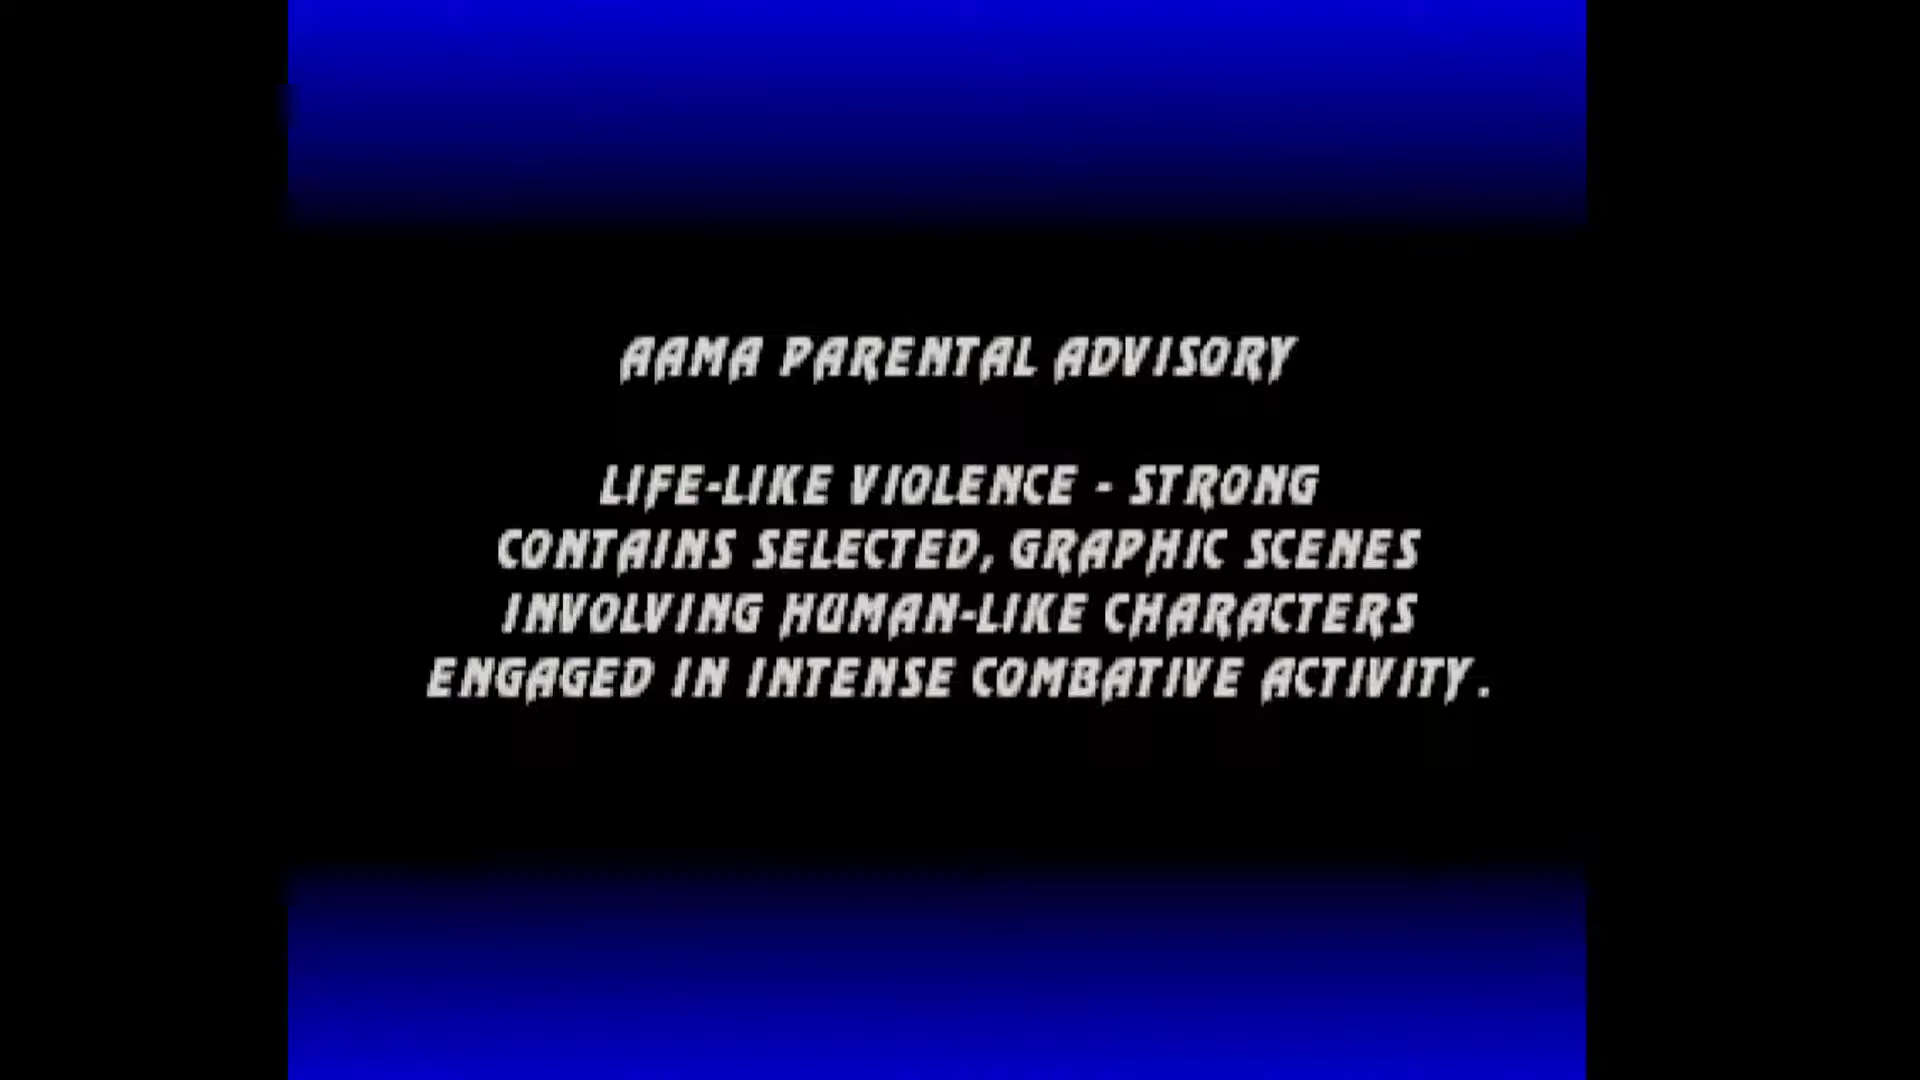 AAMA PARENTAL ADVISORY
LIFE-LIKE VIOLENCE - STRONG
CONTAINS SELECTED, GRAPHIC SCENES
INVOLVING HUMAN-LIKE CHARACTERS
ENGAGED IN INTENSE COMBATIVE ACTIVITY.